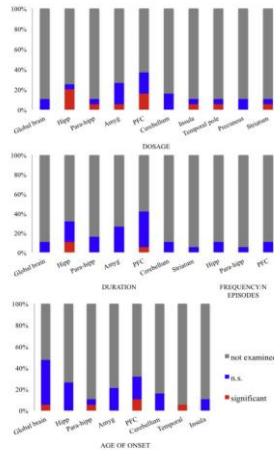 100%
80%
60%
40%
20%
0%
Global brain
Hipp
Para-hipp
Amyg
PFC
Cerebellum
Insula
Temporal pole
Precuneus
Striatum
DOSAGE
100%
80%
60%
40%
20%
0%
Global brain
Hipp
Para-hipp
Amyg
PFC
Cerebellum
Striatum
Hipp
Para-hipp
PFC
DURATION
FREQUENCY/N
EPISODES
100%
80%
60%
40%
20%
0%
Global brain
Hipp
Para-hipp
Amyg
PFC
Cerebellum
Temporal
Insula
AGE OF ONSET
not examined
n.s.
significant